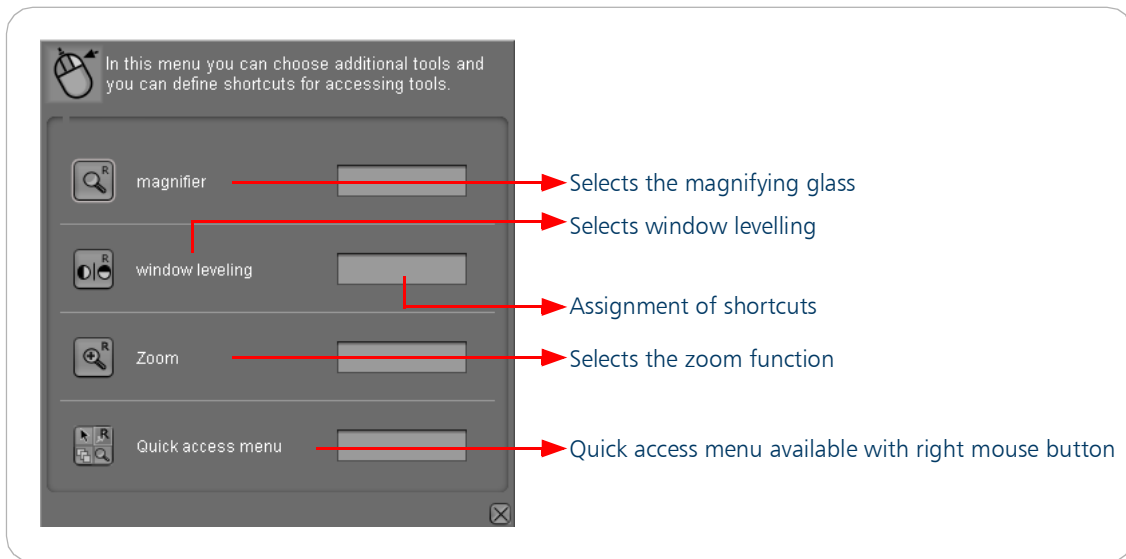 In this menu you can choose additional tools and
you can define shortcuts for accessing tools.
R
magnifier
Selects the magnifying glass
Selects window levelling
R
window leveling
Assignment of shortcuts
R
Zoom
Selects the zoom function
R
Quick access menu
Quick access menu available with right mouse button